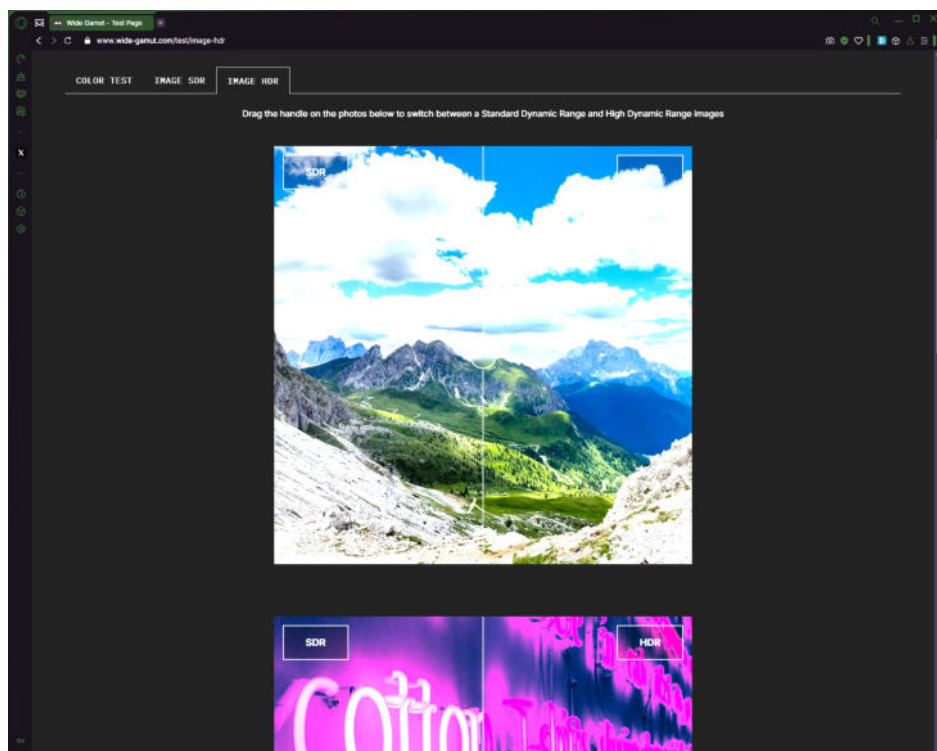 Wide Gamut - Test Page
www.wide-gamut.com/test/image-hdr
COLOR TEST IMAGE SDR IMAGE HDR
Drag the handle on the photos below to switch between a Standard Dynamic Range and High Dynamic Range images
SDR
SDR HDR
Cotton